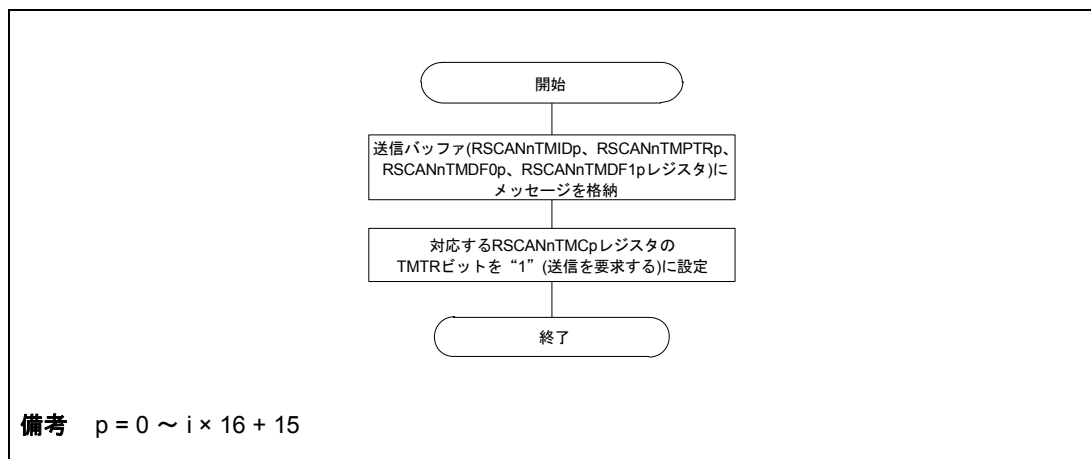 開始
送信バッファ(RSCANnTMIDp、RSCANnTMPTRp、
RSCANnTMDF0p、RSCANnTMDF1pレジスタ)に
メッセージを格納
対応するRSCANnTMCpレジスタの
TMTRビットを“1”(送信を要求する)に設定
終了
備考 p = 0 ～ i × 16 + 15